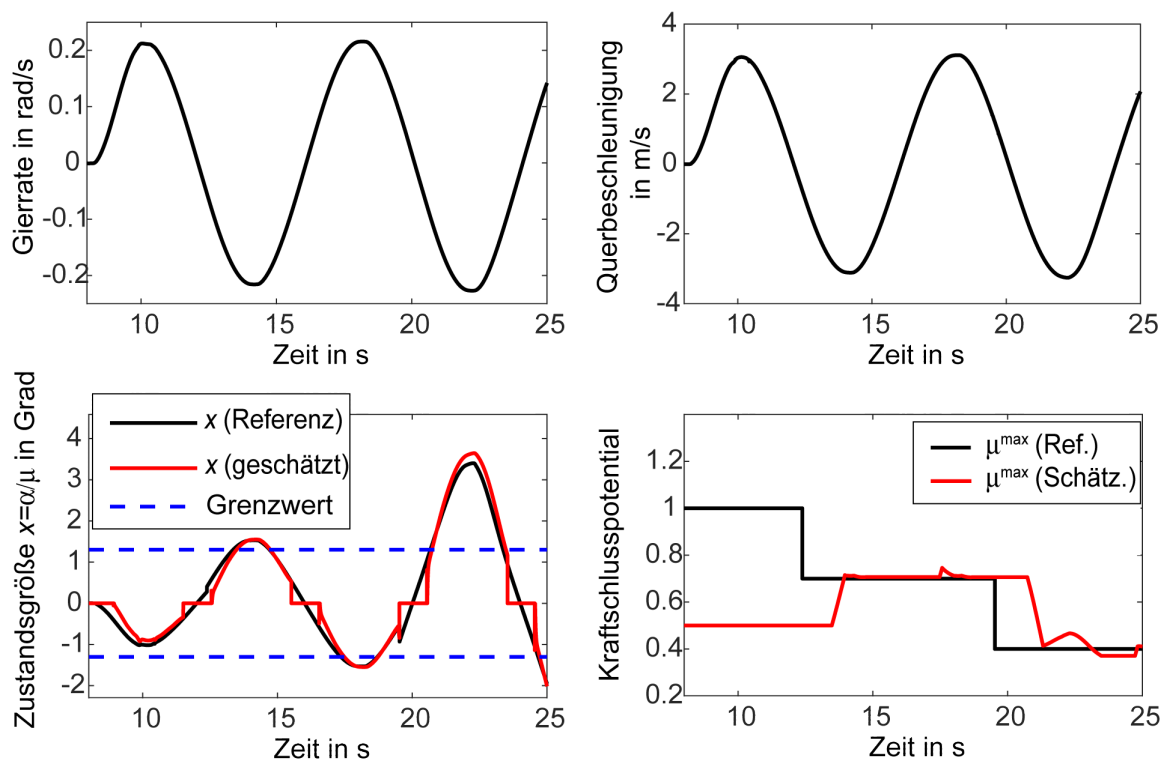 Gierrate in rad/s
0.2
0.1
0
-0.1
-0.2
10
15
20
25
Zeit in s
Querbeschleunigung
in m/s
4
2
0
-2
-4
10
15
20
25
Zeit in s
Zustandsgröße x=α/μ in Grad
4
3
2
1
0
-1
-2
10
15
20
25
Zeit in s
x (Referenz)
x (geschätzt)
Grenzwert
Kraftschlusspotential
1.2
1
0.8
0.6
0.4
0.2
10
15
20
25
Zeit in s
μmax (Ref.)
μmax (Schätz.)